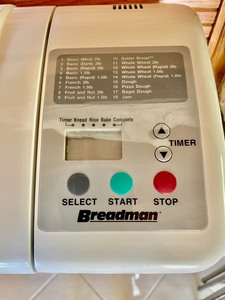 1 Basic (Med) 2lb
2 Basic (Dark) 2lb
3 Basic (Rapid) 2lb
4 Basic 1.5lb
5 Basic (Rapid) 1.5lb
6 French 2lb
7 French 1.5lb
8 Fruit and Nut 2lb
9 Fruit and Nut 1.5lb
10 Batter Bread
11 Whole Wheat 2lb
12 Whole Wheat (Rapid) 2lb
13 Whole Wheat 1.5lb
14 Whole Wheat (Rapid) 1.5lb
15 Dough
16 Pizza Dough
17 Bagel Dough
18 Jam
Timer Knead Rise Bake Complete
TIMER
SELECT START STOP
Breadman